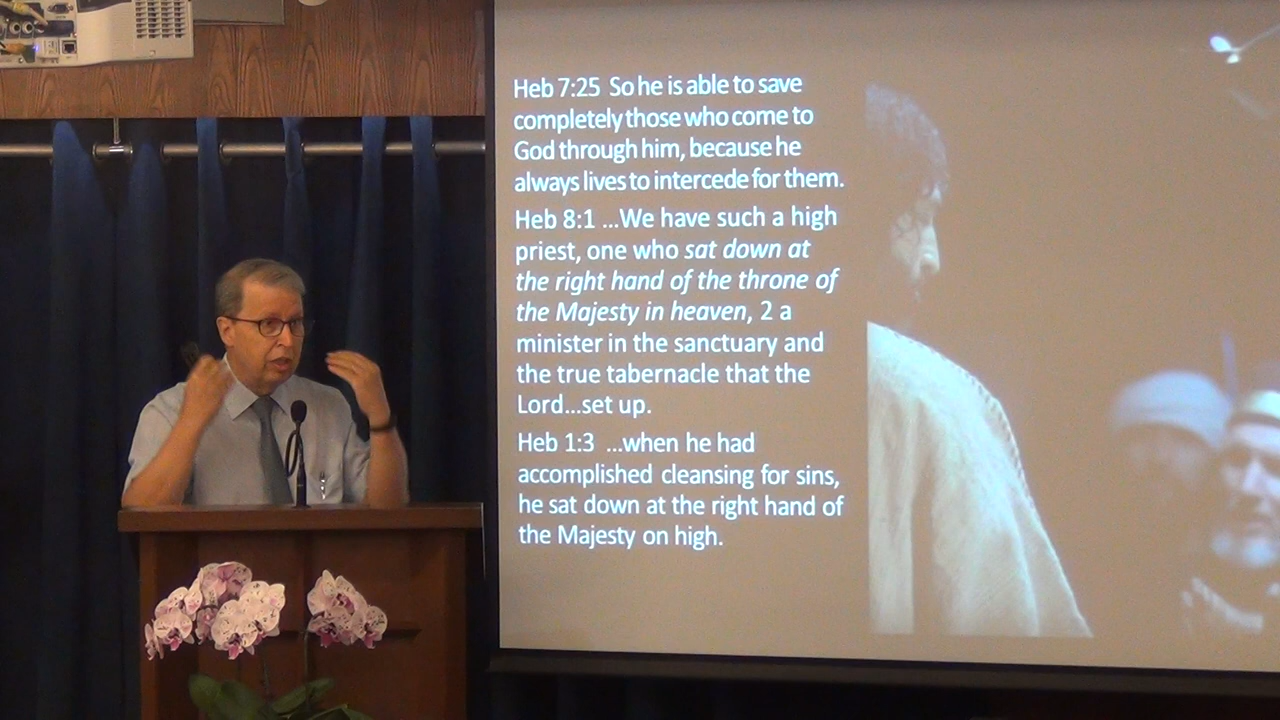 Heb 7:25 So he is able to save
completely those who come to
God through him, because he
always lives to intercede for them.
Heb 8:1 ...We have such a high
priest, one who sat down at
the right hand of the throne of
the Majesty in heaven, 2 a
minister in the sanctuary and
the true tabernacle that the
Lord...set up.
Heb 1:3 ...when he had
accomplished cleansing for sins,
he sat down at the right hand of
the Majesty on high.